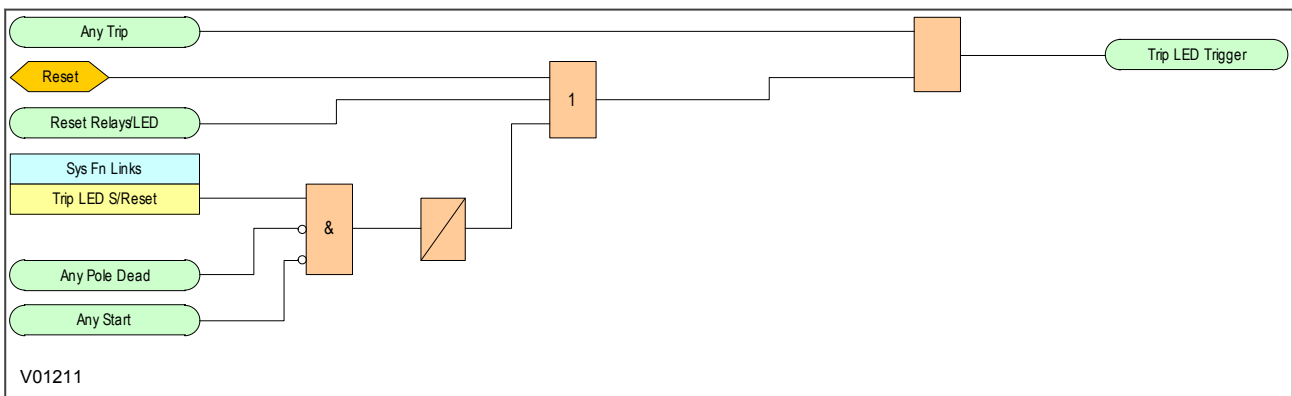 Any Trip
Trip LED Trigger
Reset
1
Reset Relays/LED
Sys Fn Links
Trip LED S/Reset
&
Any Pole Dead
Any Start
V01211